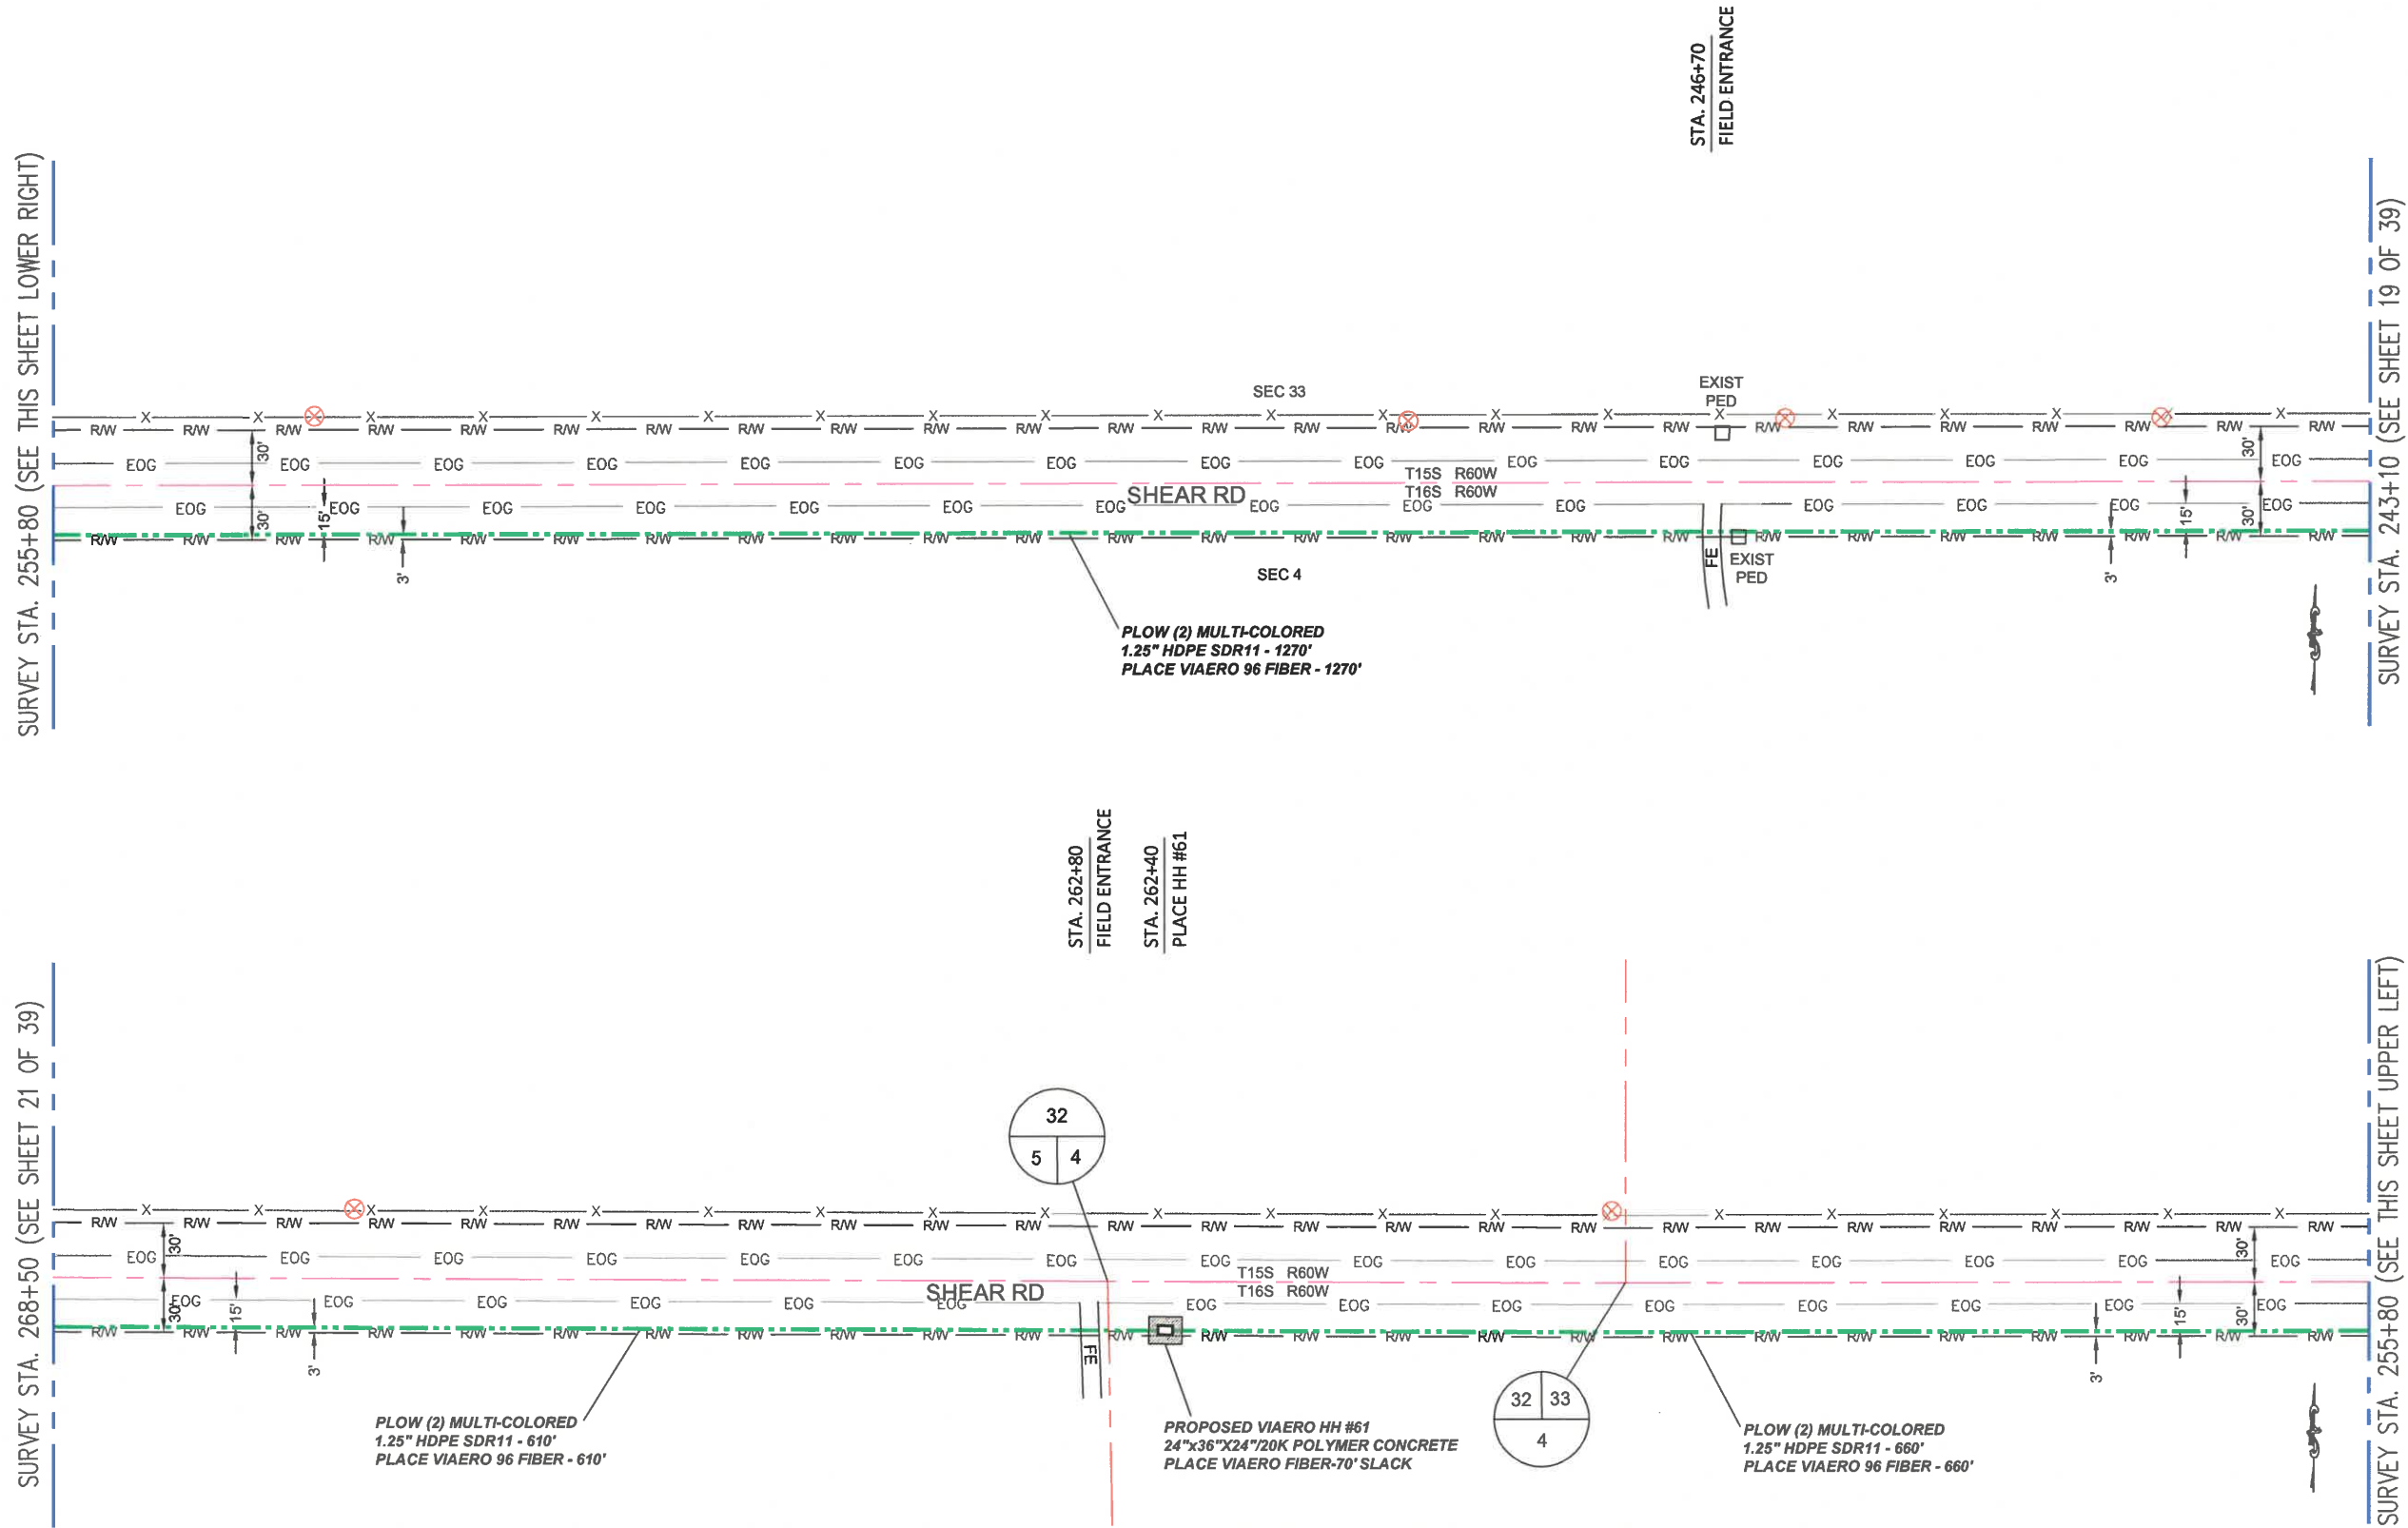 STA. 246+70
FIELD ENTRANCE
SURVEY STA. 255+80 (SEE THIS SHEET LOWER RIGHT)
SURVEY STA. 243+10 (SEE SHEET 19 OF 39)
SEC 33
EXIST
PED
X X X X X X X X X X X X X X X X X X
R/W R/W R/W R/W R/W R/W R/W R/W R/W R/W R/W R/W R/W R/W R/W R/W R/W R/W R/W R/W R/W R/W R/W R/W R/W
30' 30'
EOG EOG EOG EOG EOG EOG EOG EOG EOG EOG EOG EOG EOG EOG EOG
T15S R60W
SHEAR RD
T16S R60W
EOG EOG EOG EOG EOG EOG EOG EOG EOG EOG EOG EOG EOG EOG
30' 15' 15' 30'
R/W R/W R/W R/W R/W R/W R/W R/W R/W R/W R/W R/W R/W R/W R/W R/W R/W R/W R/W R/W R/W R/W R/W R/W R/W
3' 3'
SEC 4
FE
EXIST
PED
PLOW (2) MULTI-COLORED
1.25" HDPE SDR11 - 1270'
PLACE VIAERO 96 FIBER - 1270'
STA. 262+80
FIELD ENTRANCE
STA. 262+40
PLACE HH #61
SURVEY STA. 268+50 (SEE SHEET 21 OF 39)
SURVEY STA. 255+80 (SEE THIS SHEET UPPER LEFT)
32
5 4
X X X X X X X X X X X X X X X X X X
R/W R/W R/W R/W R/W R/W R/W R/W R/W R/W R/W R/W R/W R/W R/W R/W R/W R/W R/W R/W R/W R/W R/W R/W R/W
30' 30'
EOG EOG EOG EOG EOG EOG EOG EOG EOG EOG EOG EOG EOG EOG EOG
T15S R60W
SHEAR RD
T16S R60W
EOG EOG EOG EOG EOG EOG EOG EOG EOG EOG EOG EOG EOG EOG
30' 15' 15' 30'
R/W R/W R/W R/W R/W R/W R/W R/W R/W R/W R/W R/W R/W R/W R/W R/W R/W R/W R/W R/W R/W R/W R/W R/W R/W
3' 3'
FE
32 33
4
PLOW (2) MULTI-COLORED
1.25" HDPE SDR11 - 610'
PLACE VIAERO 96 FIBER - 610'
PROPOSED VIAERO HH #61
24"x36"X24"/20K POLYMER CONCRETE
PLACE VIAERO FIBER-70' SLACK
PLOW (2) MULTI-COLORED
1.25" HDPE SDR11 - 660'
PLACE VIAERO 96 FIBER - 660'